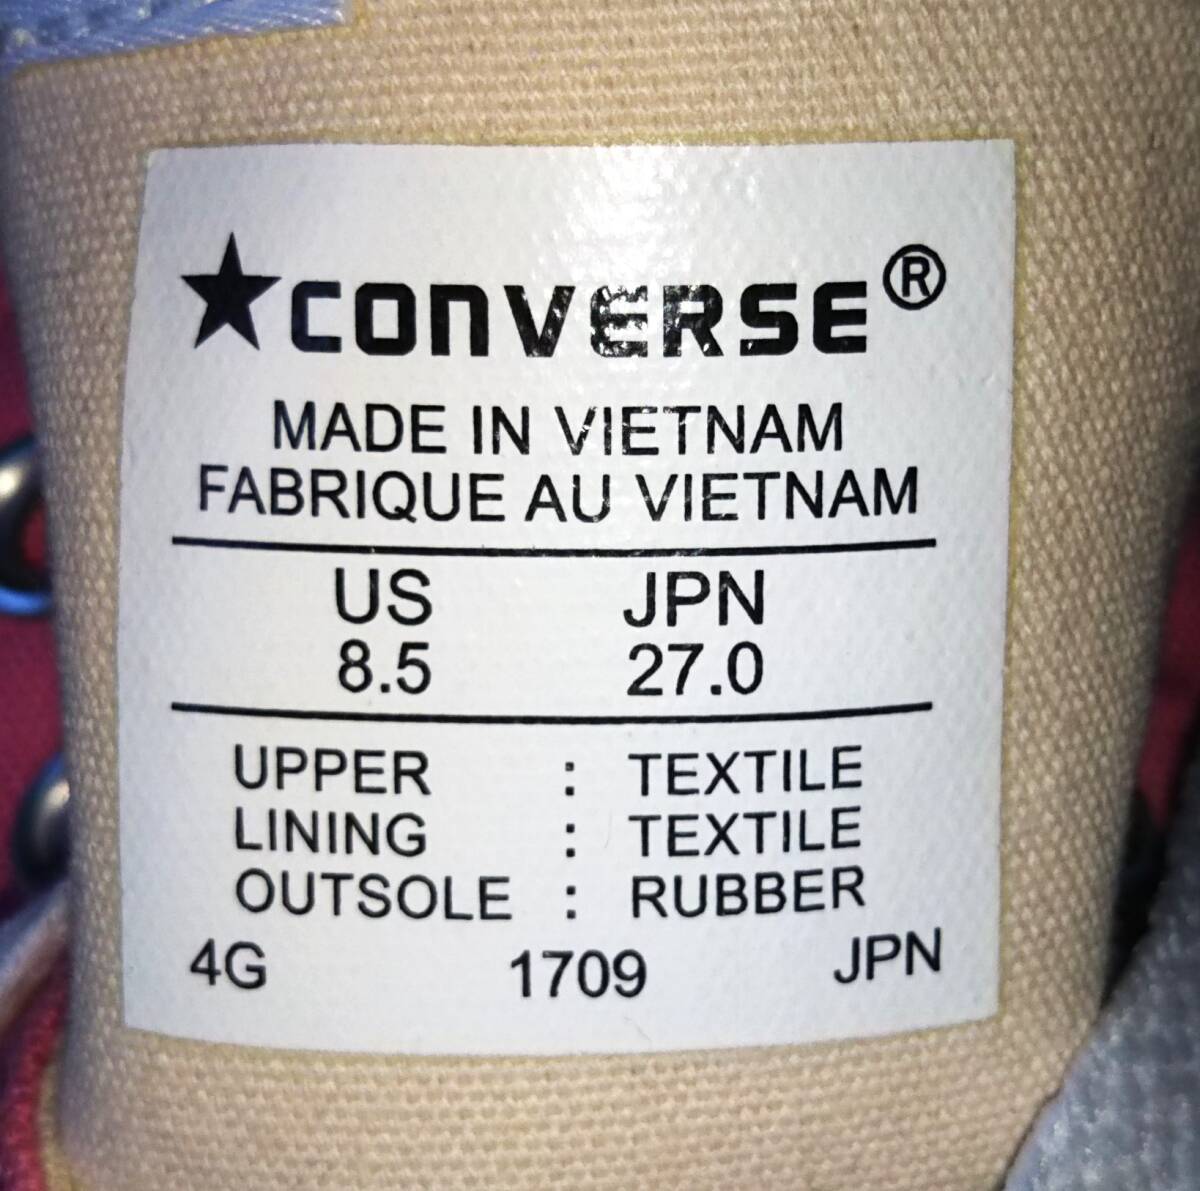 ★CONVERSE®
MADE IN VIETNAM
FABRIQUE AU VIETNAM
US JPN
8.5 27.0
UPPER : TEXTILE
LINING : TEXTILE
OUTSOLE : RUBBER
4G 1709 JPN